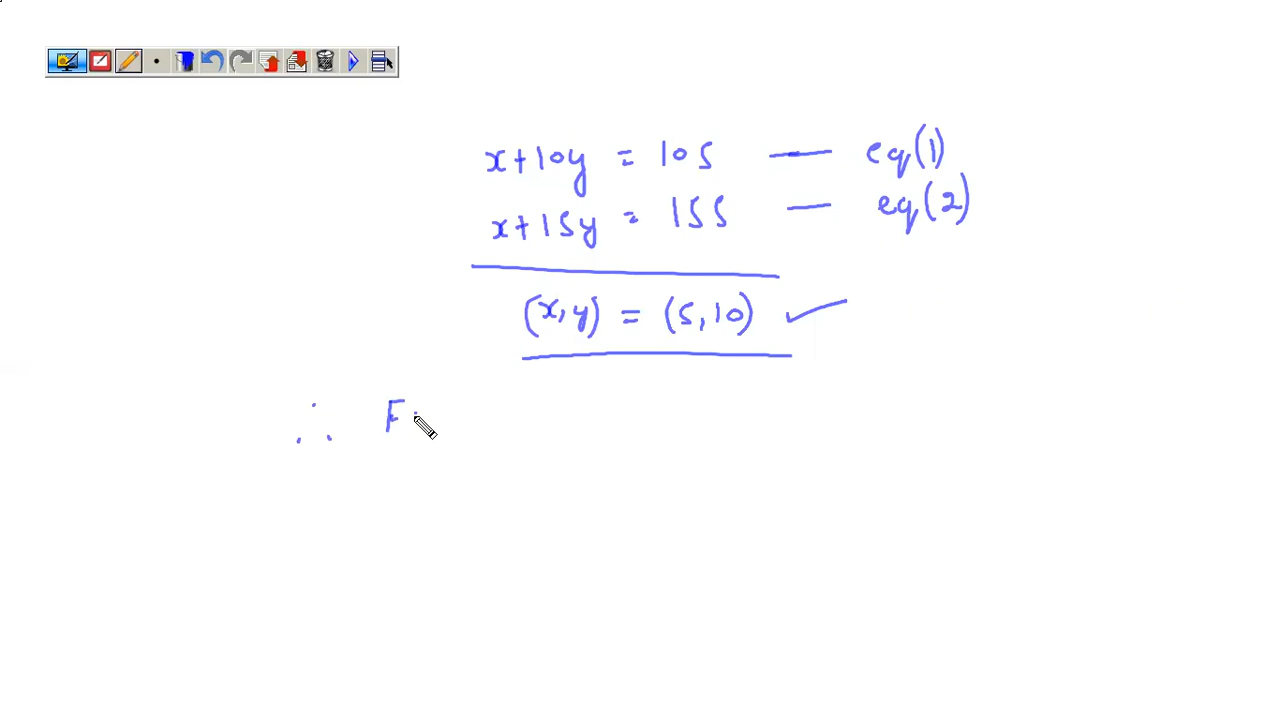 x+10y = 105 — eq(1)
x+15y = 155 — eq(2)
(x,y) = (5,10) ✓
∴ F